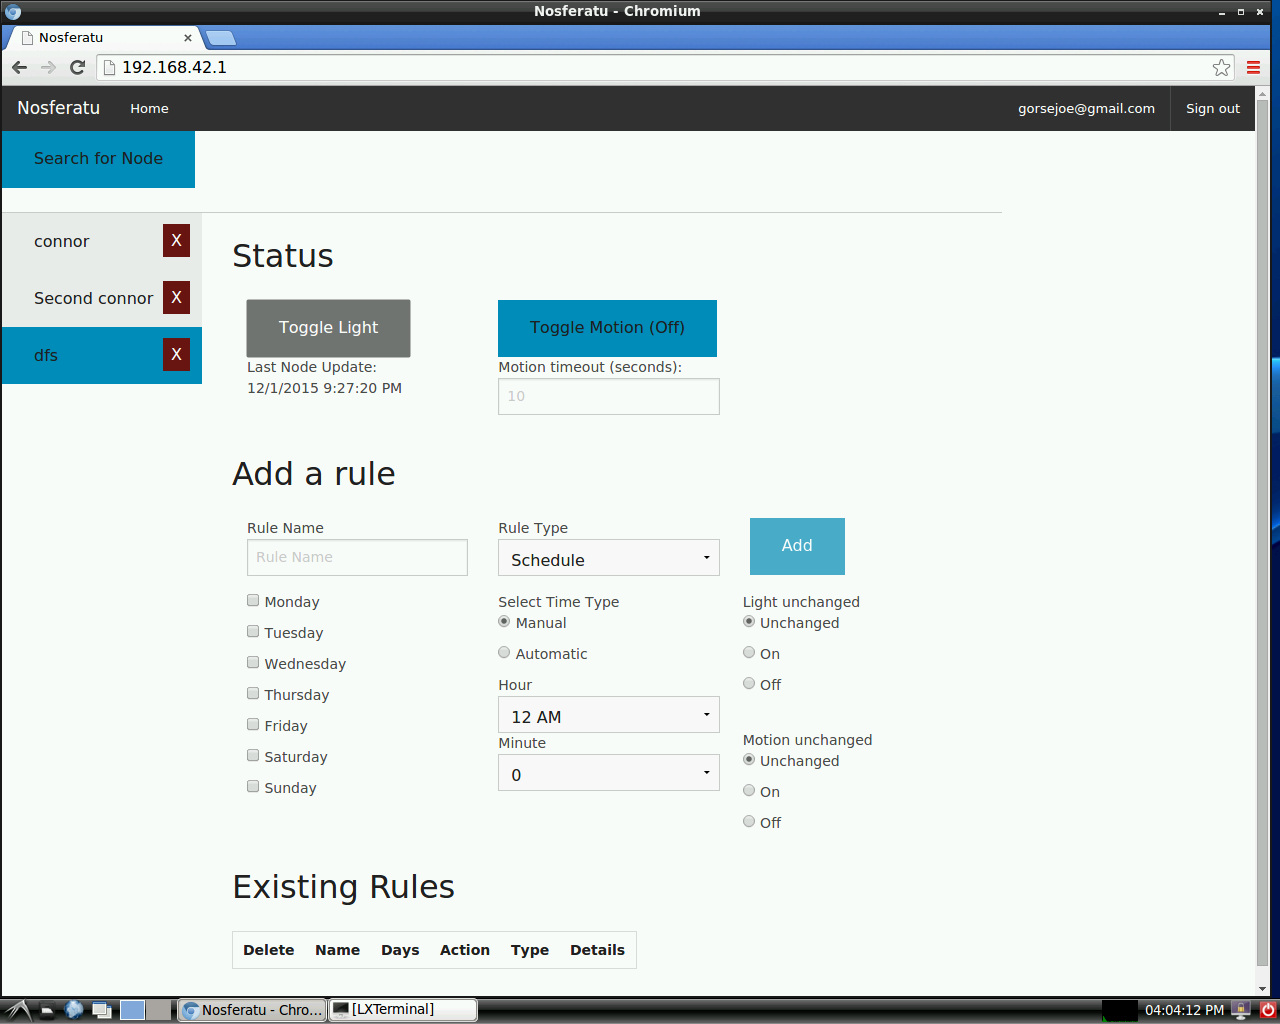 Nosferatu - Chromium
Nosferatu
192.168.42.1
Nosferatu Home gorsejoe@gmail.com Sign out
Search for Node
connor X
Second connor X
dfs X
Status
Toggle Light Toggle Motion (Off)
Last Node Update: Motion timeout (seconds):
12/1/2015 9:27:20 PM 10
Add a rule
Rule Name Rule Type Add
Rule Name Schedule
Monday Select Time Type Light unchanged
Manual Unchanged
Tuesday Automatic On
Wednesday
Thursday Hour Off
Friday 12 AM
Saturday Minute Motion unchanged
Unchanged
Sunday 0 On
Off
Existing Rules
Delete Name Days Action Type Details
Nosferatu - Chro... [LXTerminal] 04:04:12 PM